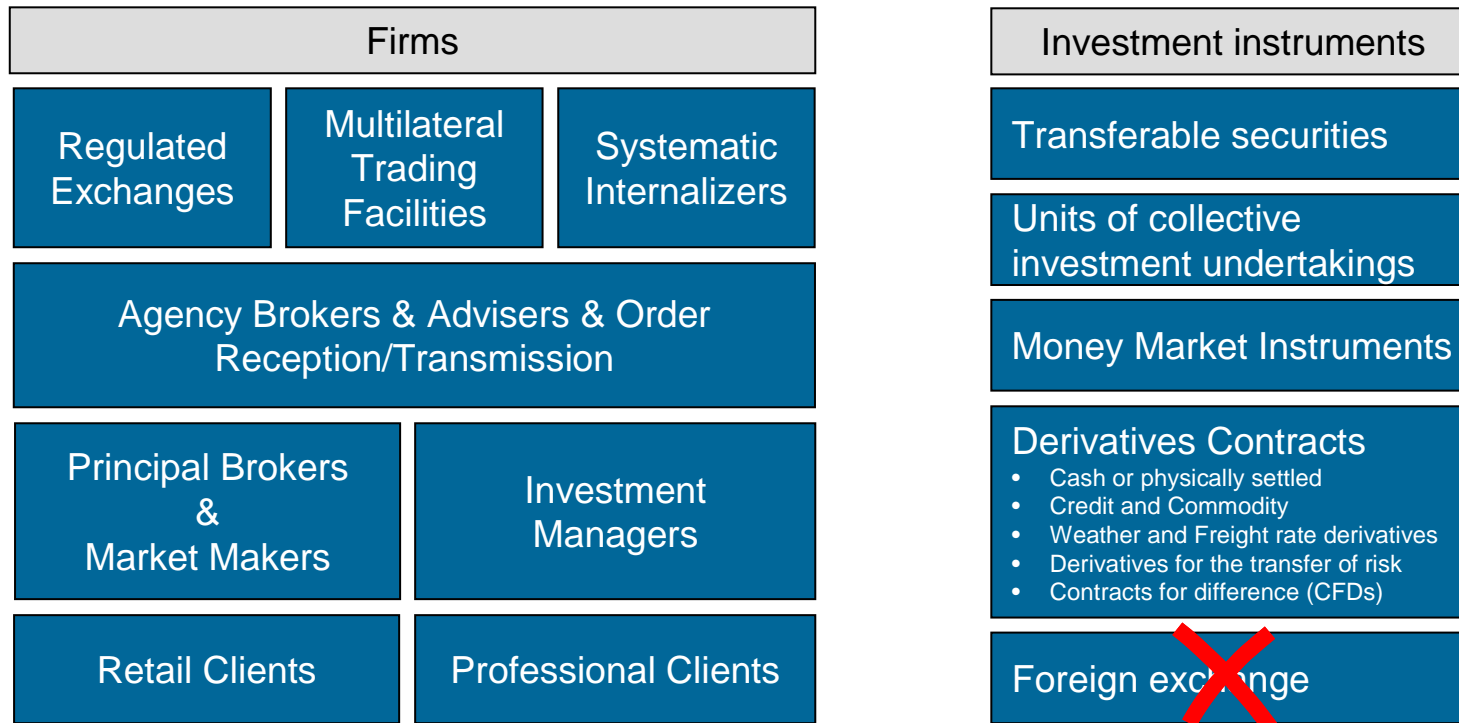 Firms
Regulated
Exchanges
Multilateral
Trading
Facilities
Systematic
Internalizers
Agency Brokers & Advisers & Order
Reception/Transmission
Principal Brokers
&
Market Makers
Investment
Managers
Retail Clients
Professional Clients
Investment instruments
Transferable securities
Units of collective
investment undertakings
Money Market Instruments
Derivatives Contracts
• Cash or physically settled
• Credit and Commodity
• Weather and Freight rate derivatives
• Derivatives for the transfer of risk
• Contracts for difference (CFDs)
Foreign exchange